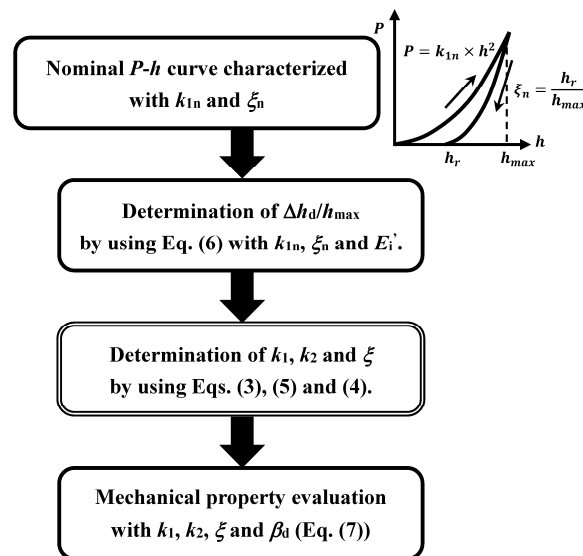 Nominal P-h curve characterized
with k₁ₙ and ξₙ
P
P = k₁ₙ × h²
ξₙ = hᵣ / hₘₐₓ
hᵣ
hₘₐₓ
h
Determination of Δh_d/hₘₐₓ
by using Eq. (6) with k₁ₙ, ξₙ and Eᵢ’.
Determination of k₁, k₂ and ξ
by using Eqs. (3), (5) and (4).
Mechanical property evaluation
with k₁, k₂, ξ and β_d (Eq. (7))